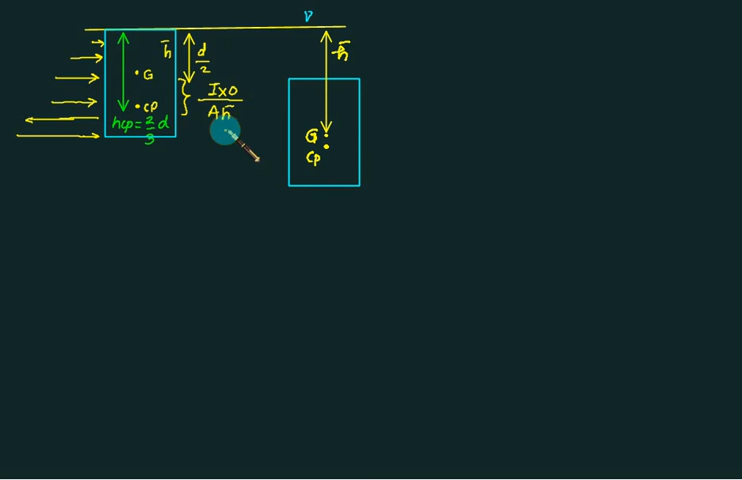 V
h̄
d/2
h̄
G
Ixo/Ah̄
CP
hcp = 2/3 d
G
Cp